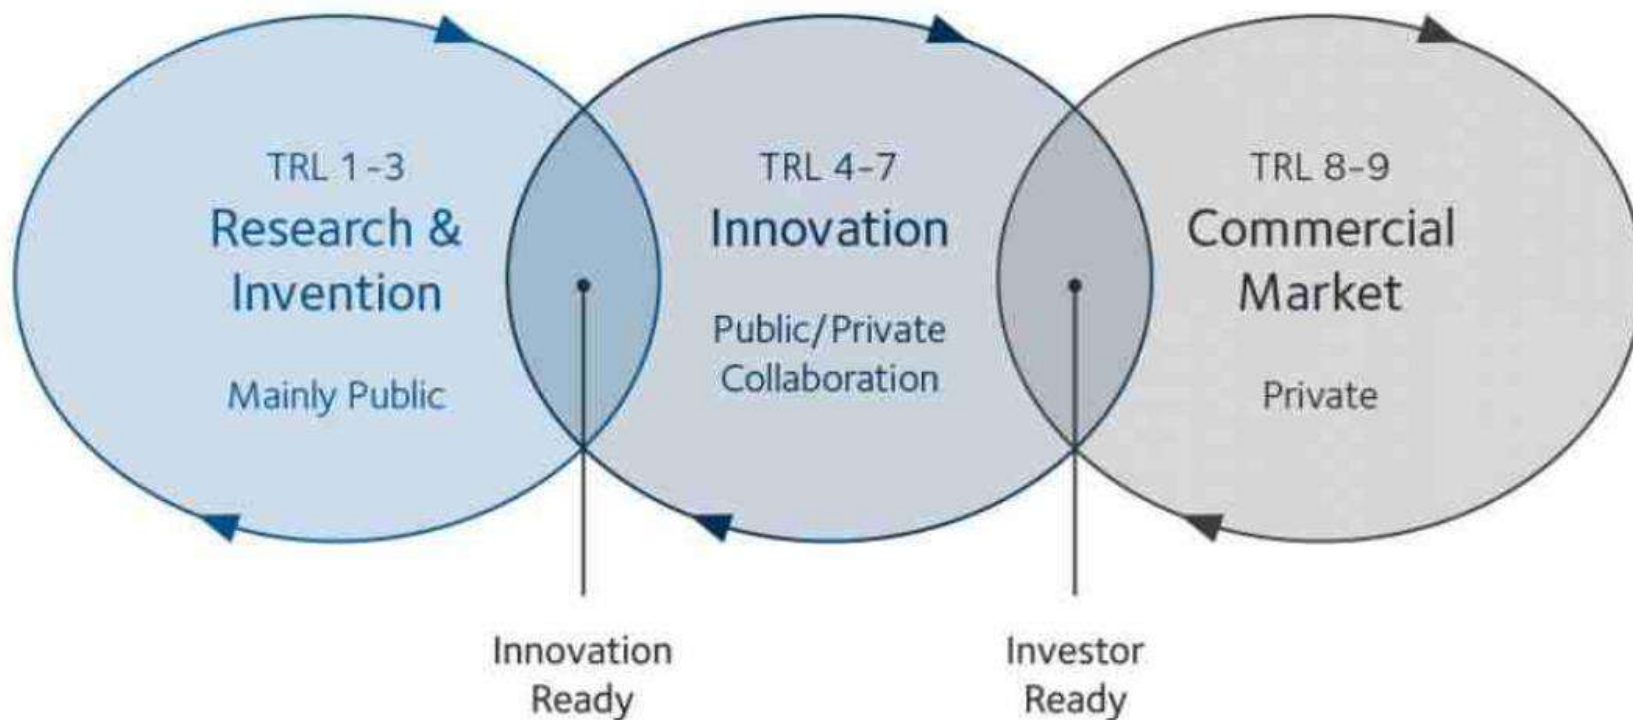 TRL 1-3
Research &
Invention
Mainly Public
TRL 4-7
Innovation
Public/Private
Collaboration
TRL 8-9
Commercial
Market
Private
Innovation
Ready
Investor
Ready